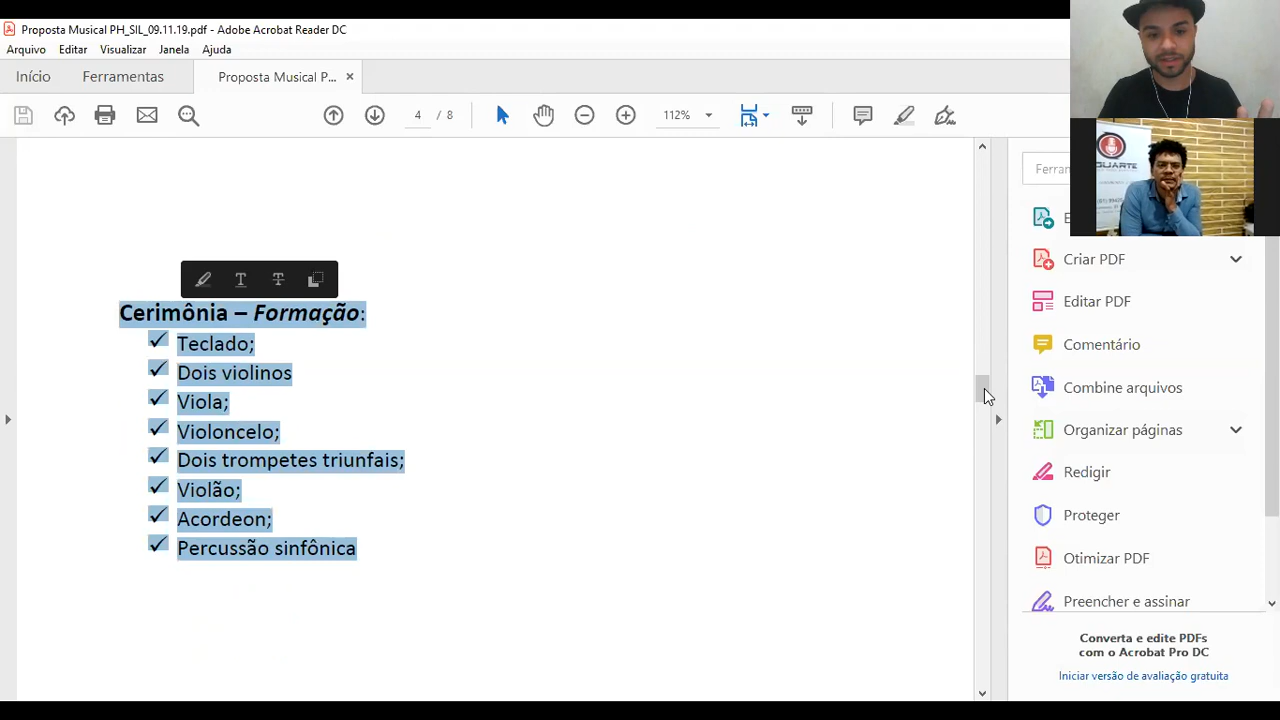 Proposta Musical PH_SIL_09.11.19.pdf - Adobe Acrobat Reader DC
Arquivo Editar Visualizar Janela Ajuda
Início Ferramentas Proposta Musical P... ×
4 / 8 112%
Cerimônia – Formação:
✓ Teclado;
✓ Dois violinos
✓ Viola;
✓ Violoncelo;
✓ Dois trompetes triunfais;
✓ Violão;
✓ Acordeon;
✓ Percussão sinfônica
Criar PDF
Editar PDF
Comentário
Combine arquivos
Organizar páginas
Redigir
Proteger
Otimizar PDF
Preencher e assinar
Converta e edite PDFs
com o Acrobat Pro DC
Iniciar versão de avaliação gratuita